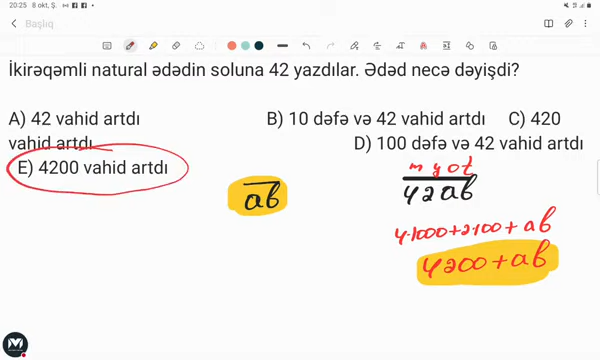 20:25 8 okt, Ş.
Başlıq
İkirəqəmli natural ədədin soluna 42 yazdılar. Ədəd necə dəyişdi?
A) 42 vahid artdı B) 10 dəfə və 42 vahid artdı C) 420
vahid artdı D) 100 dəfə və 42 vahid artdı
E) 4200 vahid artdı
m y o t
ab 42ab
4·1000+2·100+ab
4200+ab